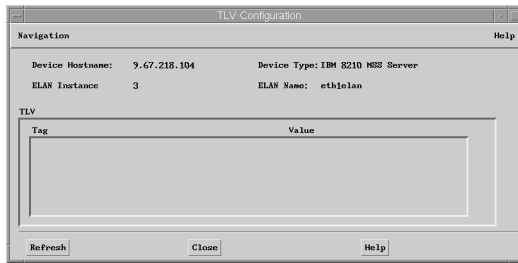 TLV Configuration
Navigation Help
Device Hostname: 9.67.218.104 Device Type: IBM 8210 MSS Server
ELAN Instance 3 ELAN Name: eth1elan
TLV
Tag Value
Refresh Close Help